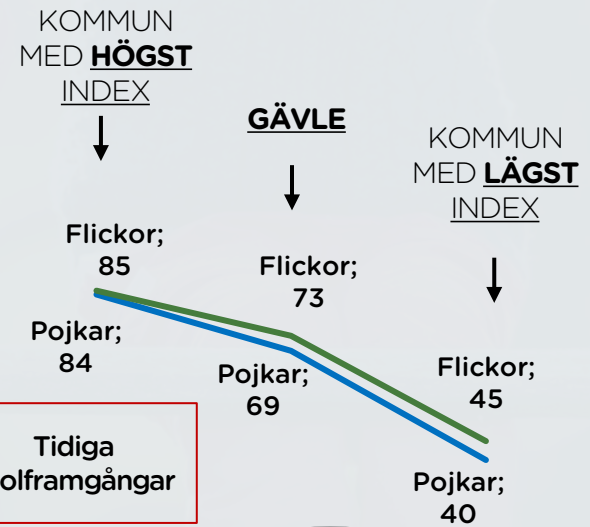 KOMMUN
MED HÖGST
INDEX
GÄVLE
KOMMUN
MED LÄGST
INDEX
Flickor;
85
Flickor;
73
Pojkar;
84
Pojkar;
69
Flickor;
45
Pojkar;
40
Tidiga
olframgångar